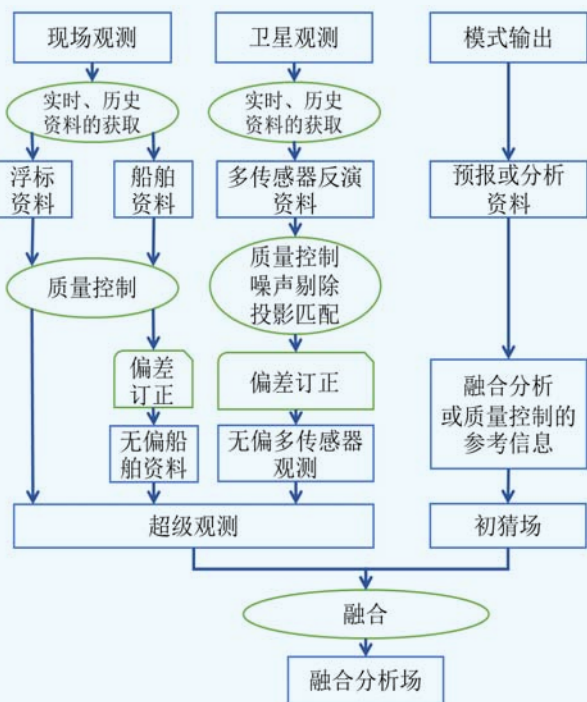 现场观测
卫星观测
模式输出
实时、历史
资料的获取
实时、历史
资料的获取
浮标
资料
船舶
资料
多传感器反演
资料
预报或分析
资料
质量控制
质量控制
噪声剔除
投影匹配
偏差
订正
偏差订正
融合分析
或质量控制的
参考信息
无偏船
舶资料
无偏多传感器
观测
超级观测
初猜场
融合
融合分析场